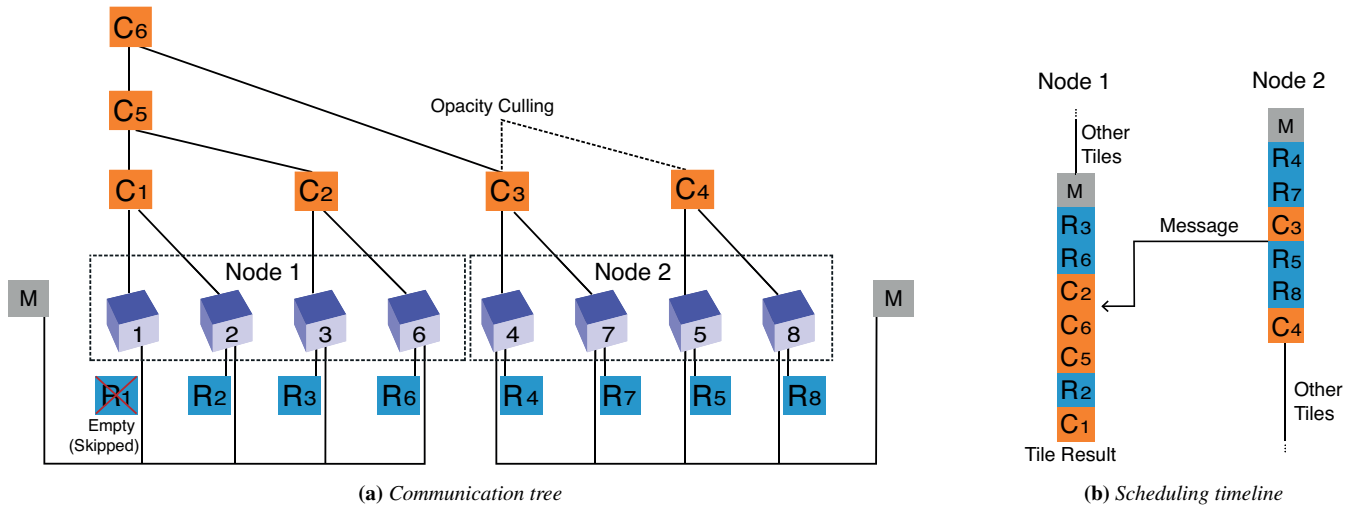 C6
C5
Opacity Culling
C1
C2
C3
C4
Node 1
Node 2
M
1
2
3
6
4
7
5
8
M
R1
R2
R3
R6
R4
R7
R5
R8
Empty
(Skipped)
(a) Communication tree
Node 1
Node 2
Other
Tiles
M
R3
R6
C2
C6
C5
R2
C1
Tile Result
Message
M
R4
R7
C3
R5
R8
C4
Other
Tiles
(b) Scheduling timeline